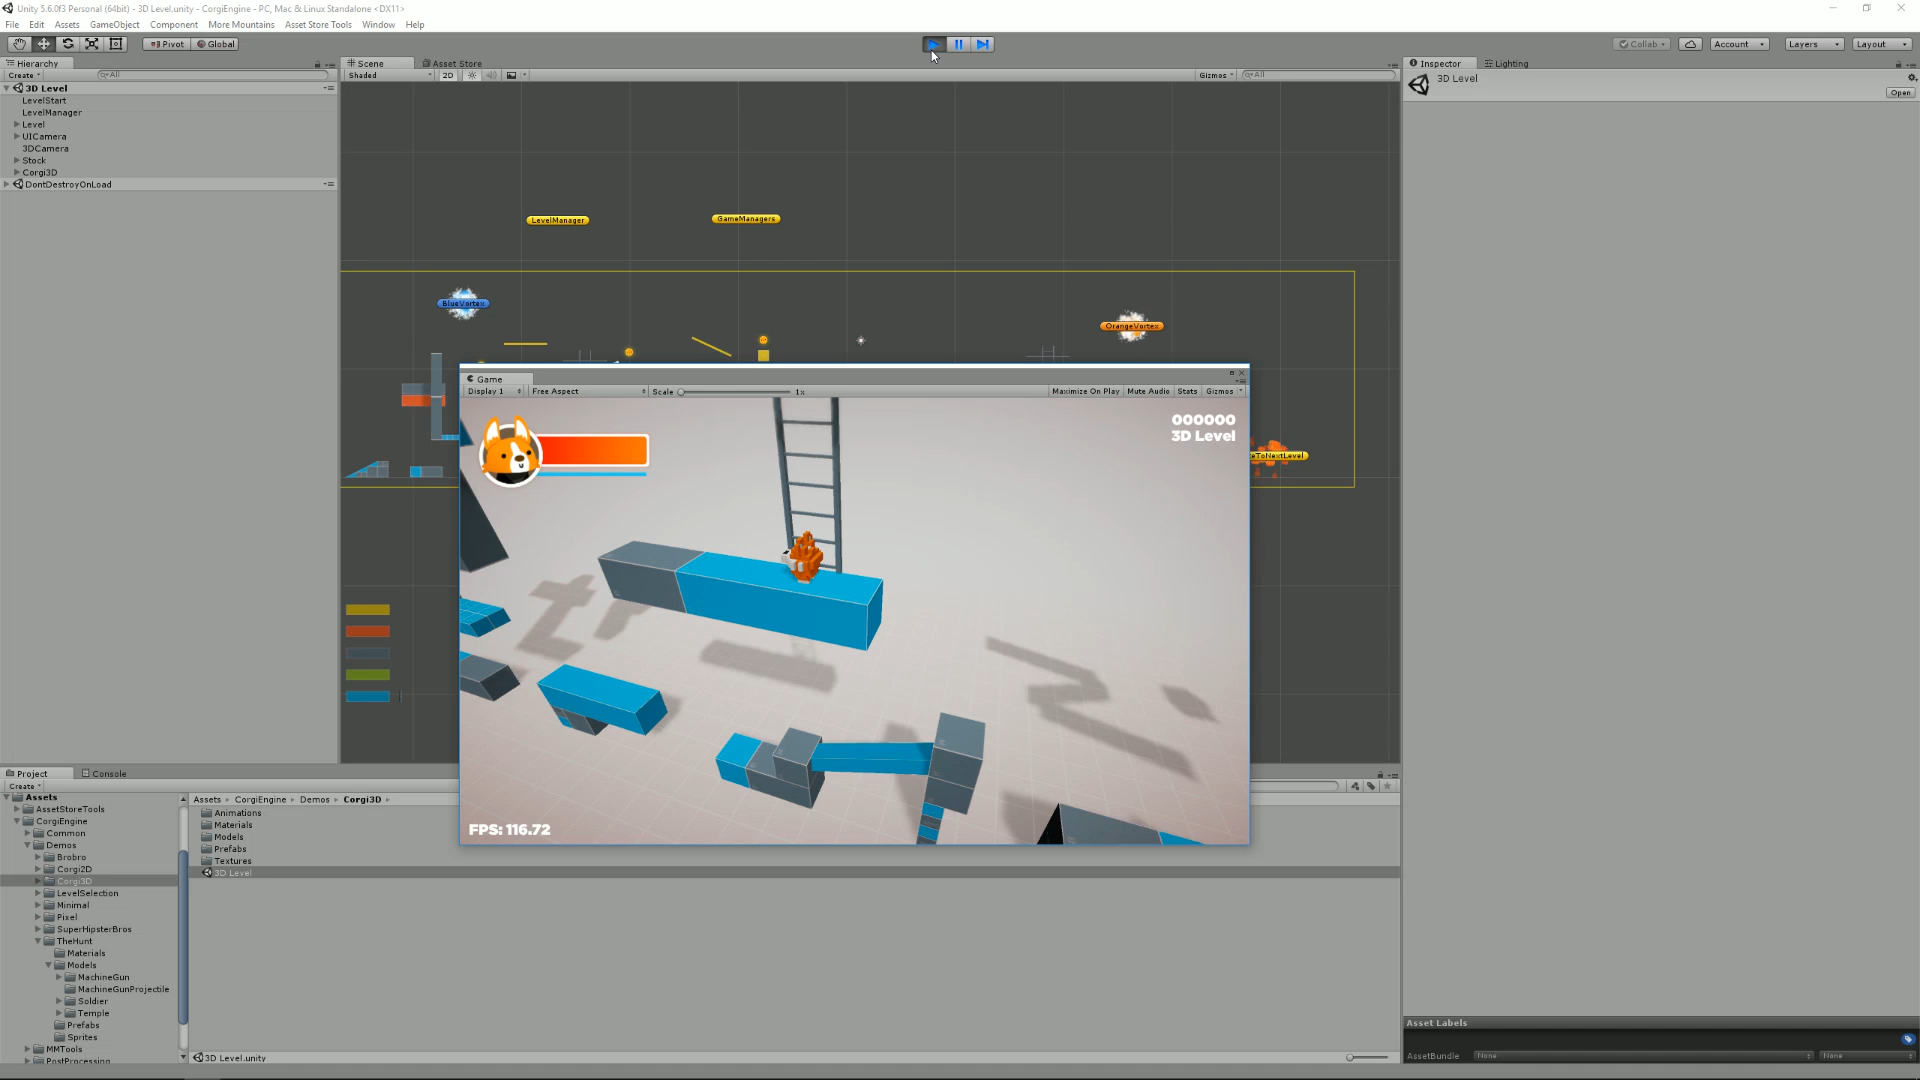 Unity 5.6.0f3 Personal (64bit) - 3D Level.unity - CorgiEngine - PC, Mac & Linux Standalone <DX11>
File Edit Assets GameObject Component More Mountains Asset Store Tools Window Help
Pivot Global Collab Account Layers Layout
Hierarchy Scene Asset Store Inspector Lighting
Create All Shaded 2D Gizmos All
3D Level
Open
3D Level
LevelStart
LevelManager
Level
UICamera
3DCamera
Stock
Corgi3D
DontDestroyOnLoad
LevelManager GameManagers
BlueVortex OrangeVortex
Game
Display 1 Free Aspect Scale 1x Maximize On Play Mute Audio Stats Gizmos
000000
3D Level
eToNextLevel
FPS: 116.72
Project Console
Create
Assets
AssetStoreTools
CorgiEngine
Common
Demos
Brobro
Corgi2D
Corgi3D
LevelSelection
Minimal
Pixel
SuperHipsterBros
TheHunt
Materials
Models
MachineGun
MachineGunProjectile
Soldier
Temple
Prefabs
Sprites
MMTools
PostProcessing
Assets CorgiEngine Demos Corgi3D
Animations
Materials
Models
Prefabs
Textures
3D Level
3D Level.unity
Asset Labels
AssetBundle None None